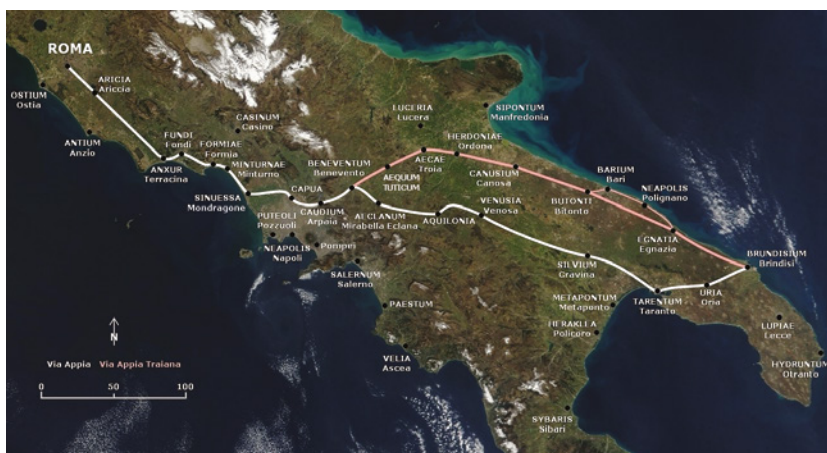 ROMA
ARICIA
Ariccia
OSTIUM
Ostia
ANTIUM
Anzio
FUNDI
Fondi
ANXUR
Terracina
FORMIAE
Formia
CASINUM
Casino
MINTURNAE
Minturno
SINUESSA
Mondragone
CAPUA
PUTEOLI
Pozzuoli
NEAPOLIS
Napoli
Pompei
CAUDIUM
Arpaia
BENEVENTUM
Benevento
AECLANUM
Mirabella Eclana
AEQUUM
TUTICUM
LUCERIA
Lucera
AECAE
Troia
HERDONIAE
Ordona
SIPONTUM
Manfredonia
CANUSIUM
Canosa
AQUILONIA
VENUSIA
Venosa
SALERNUM
Salerno
PAESTUM
VELIA
Ascea
BARIUM
Bari
BUTONTI
Bitonto
NEAPOLIS
Polignano
EGNATIA
Egnazia
BRUNDISIUM
Brindisi
SILVIUM
Gravina
METAPONTUM
Metaponto
HERAKLEA
Policoro
TARENTUM
Taranto
URIA
Oria
LUPIAE
Lecce
HYDRUNTUM
Otranto
SYBARIS
Sibari
N
Via Appia Via Appia Traiana
0 50 100